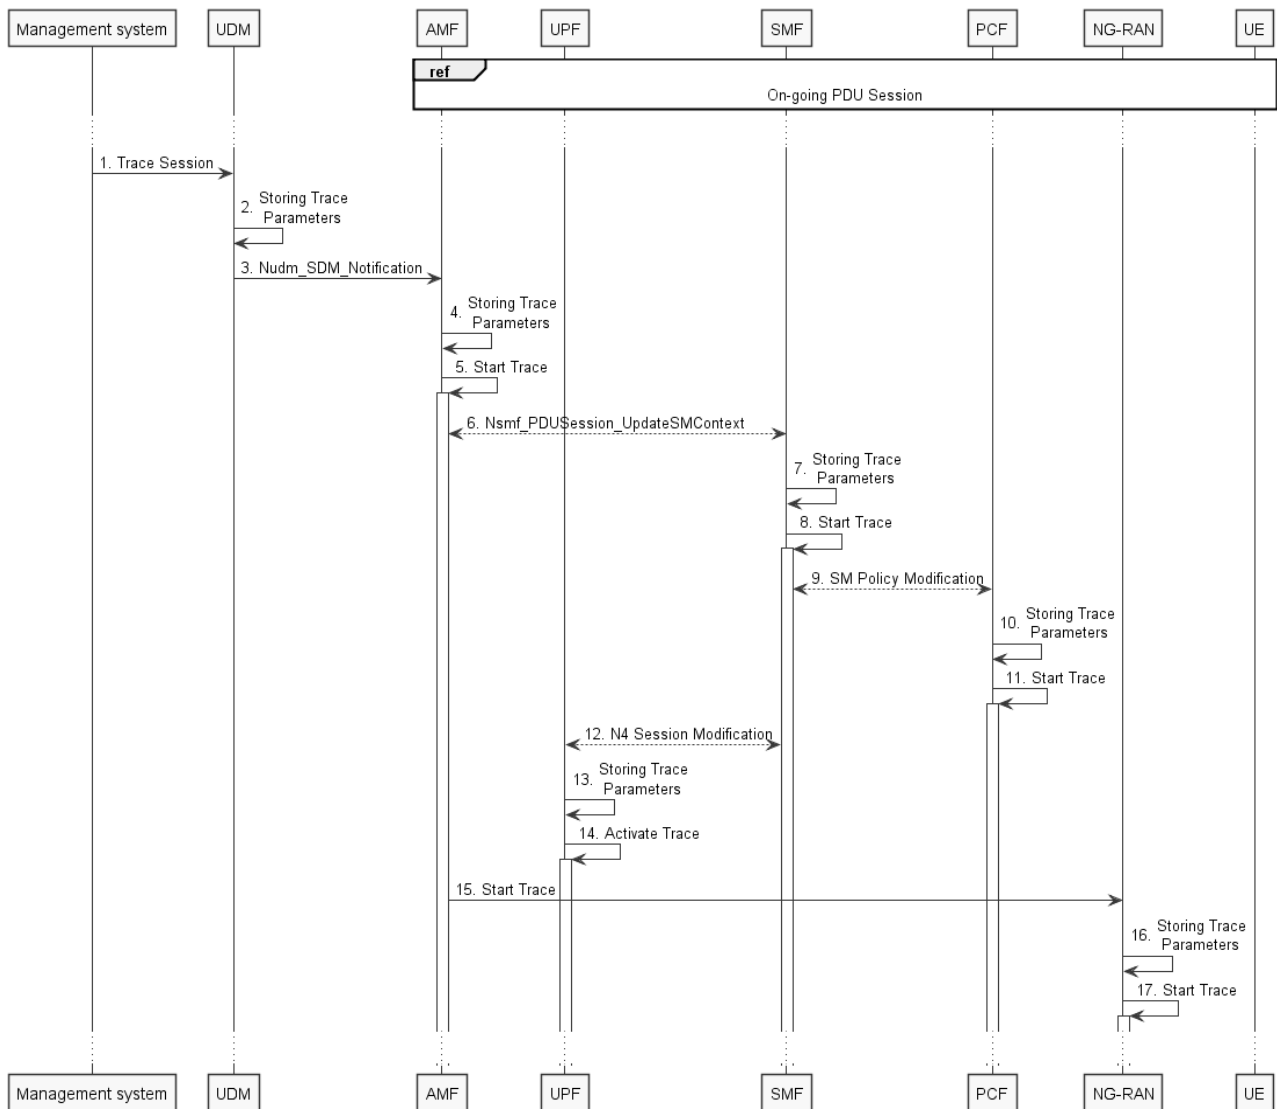 Management system
UDM
AMF
UPF
SMF
PCF
NG-RAN
UE
ref
On-going PDU Session
1. Trace Session
2. Storing Trace
Parameters
3. Nudm_SDM_Notification
4. Storing Trace
Parameters
5. Start Trace
6. Nsmf_PDUSession_UpdateSMContext
7. Storing Trace
Parameters
8. Start Trace
9. SM Policy Modification
10. Storing Trace
Parameters
11. Start Trace
12. N4 Session Modification
13. Storing Trace
Parameters
14. Activate Trace
15. Start Trace
16. Storing Trace
Parameters
17. Start Trace
Management system
UDM
AMF
UPF
SMF
PCF
NG-RAN
UE